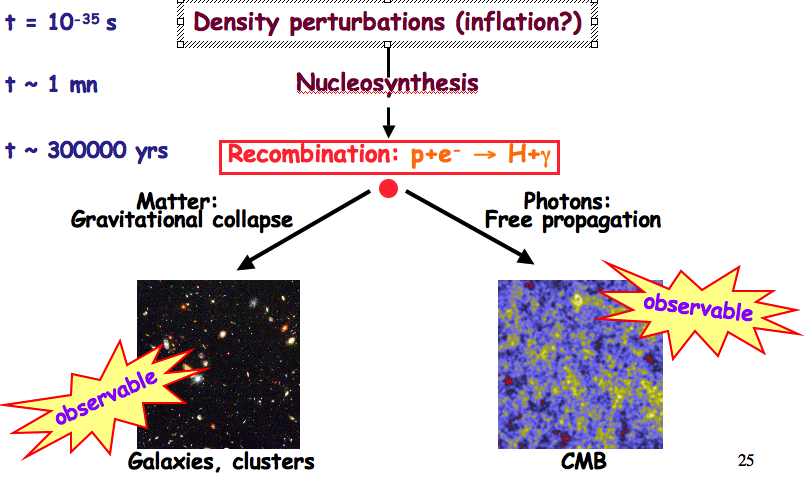 t = 10⁻³⁵ s
Density perturbations (inflation?)
t ~ 1 mn
Nucleosynthesis
t ~ 300000 yrs
Recombination: p+e⁻ → H+γ
Matter:
Gravitational collapse
Photons:
Free propagation
observable
observable
Galaxies, clusters
CMB
25